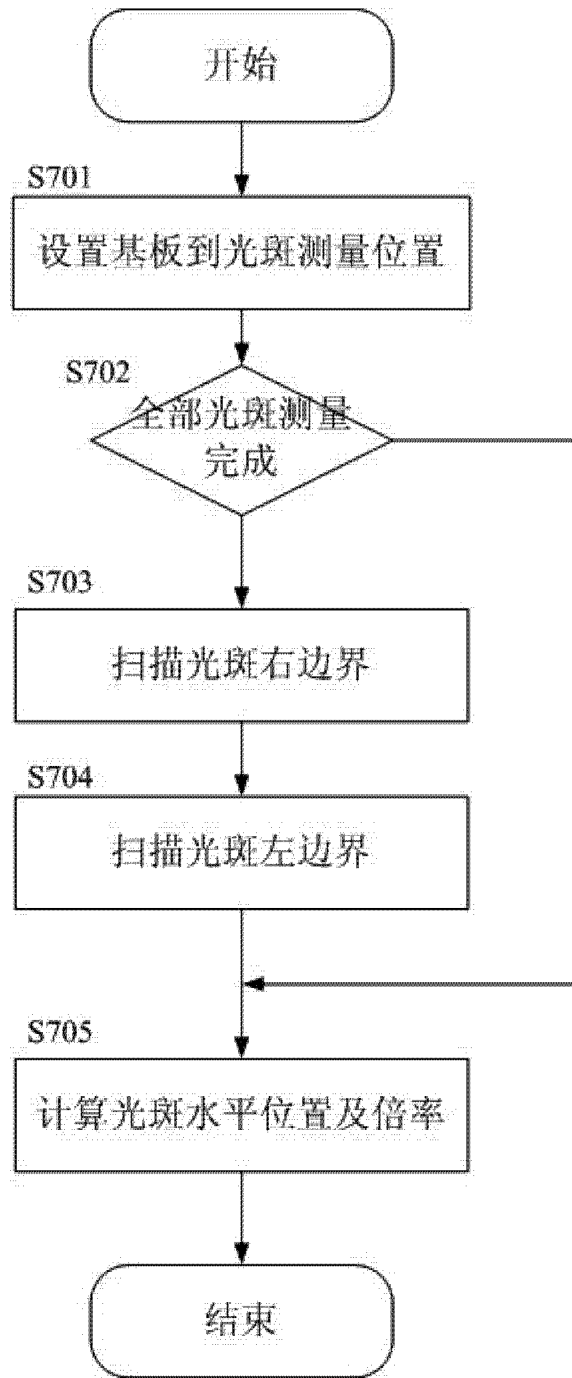 开始
S701
设置基板到光斑测量位置
S702
全部光斑测量
完成
S703
扫描光斑右边界
S704
扫描光斑左边界
S705
计算光斑水平位置及倍率
结束